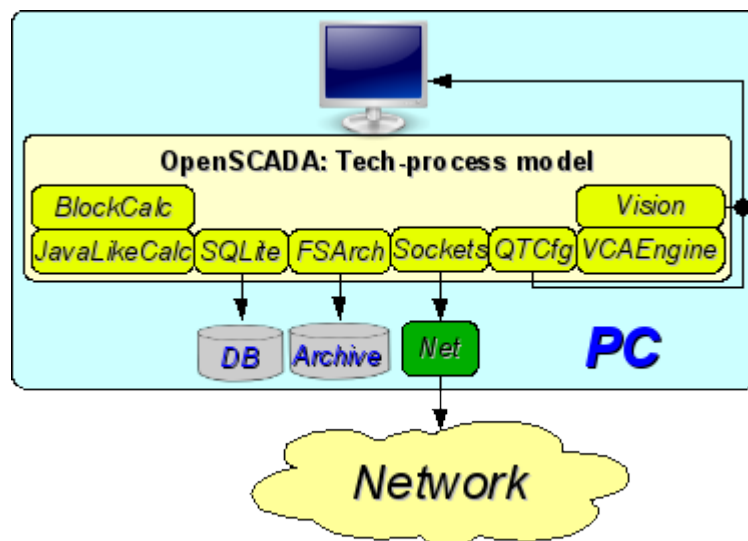 OpenSCADA: Tech-process model
BlockCalc
Vision
JavaLikeCalc
SQLite
FSArch
Sockets
QTCfg
VCAEngine
DB
Archive
Net
PC
Network